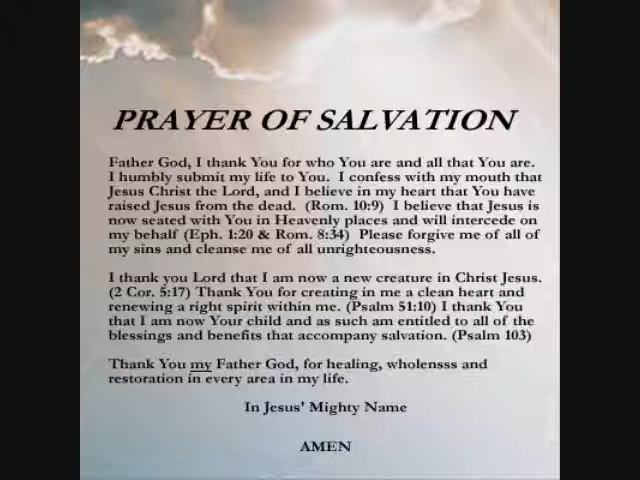 PRAYER OF SALVATION
Father God, I thank You for who You are and all that You are.
I humbly submit my life to You. I confess with my mouth that
Jesus Christ the Lord, and I believe in my heart that You have
raised Jesus from the dead. (Rom. 10:9) I believe that Jesus is
now seated with You in Heavenly places and will intercede on
my behalf (Eph. 1:20 & Rom. 8:34) Please forgive me of all of
my sins and cleanse me of all unrighteousness.
I thank you Lord that I am now a new creature in Christ Jesus.
(2 Cor. 5:17) Thank You for creating in me a clean heart and
renewing a right spirit within me. (Psalm 51:10) I thank You
that I am now Your child and as such am entitled to all of the
blessings and benefits that accompany salvation. (Psalm 103)
Thank You my Father God, for healing, wholensss and
restoration in every area in my life.
In Jesus' Mighty Name
AMEN